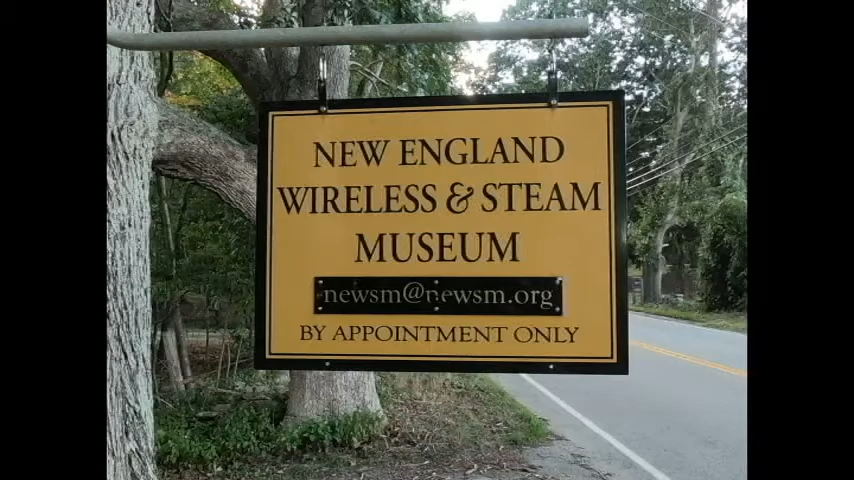 NEW ENGLAND
WIRELESS & STEAM
MUSEUM
newsm@newsm.org
BY APPOINTMENT ONLY